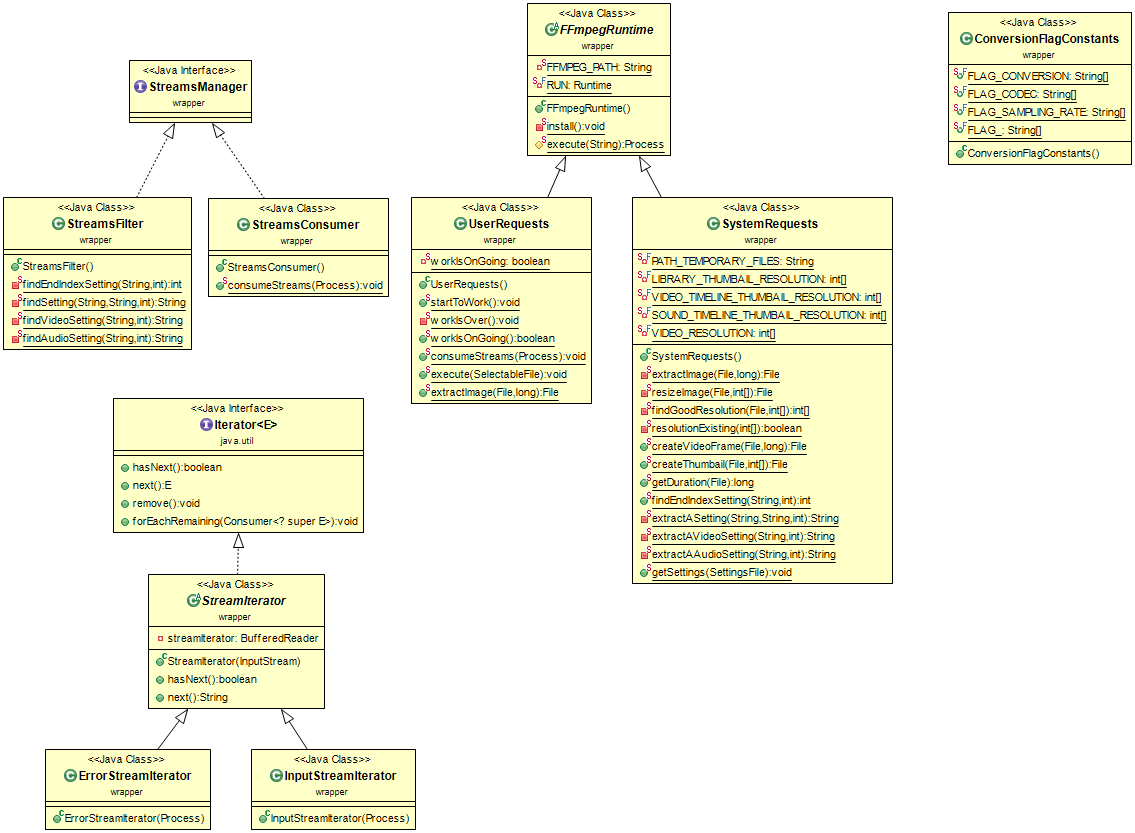 <<Java Interface>>
StreamsManager
wrapper
<<Java Class>>
FFmpegRuntime
wrapper
FFMPEG_PATH: String
RUN: Runtime
FFmpegRuntime()
install():void
execute(String):Process
<<Java Class>>
ConversionFlagConstants
wrapper
FLAG_CONVERSION: String[]
FLAG_CODEC: String[]
FLAG_SAMPLING_RATE: String[]
FLAG_: String[]
ConversionFlagConstants()
<<Java Class>>
StreamsFilter
wrapper
StreamsFilter()
findEndIndexSetting(String,int):int
findSetting(String,String,int):String
findVideoSetting(String,int):String
findAudioSetting(String,int):String
<<Java Class>>
StreamsConsumer
wrapper
StreamsConsumer()
consumeStreams(Process):void
<<Java Class>>
UserRequests
wrapper
workIsOnGoing: boolean
UserRequests()
startToWork():void
workIsOver():void
workIsOnGoing():boolean
consumeStreams(Process):void
execute(SelectableFile):void
extractImage(File,long):File
<<Java Class>>
SystemRequests
wrapper
PATH_TEMPORARY_FILES: String
LIBRARY_THUMBAIL_RESOLUTION: int[]
VIDEO_TIMELINE_THUMBAIL_RESOLUTION: int[]
SOUND_TIMELINE_THUMBAIL_RESOLUTION: int[]
VIDEO_RESOLUTION: int[]
SystemRequests()
extractImage(File,long):File
resizeImage(File,int[]):File
findGoodResolution(File,int[]):int[]
resolutionExisting(int[]):boolean
createVideoFrame(File,long):File
createThumbail(File,int[]):File
getDuration(File):long
findEndIndexSetting(String,int):int
extractASetting(String,String,int):String
extractAVideoSetting(String,int):String
extractAAudioSetting(String,int):String
getSettings(SettingsFile):void
<<Java Interface>>
Iterator<E>
java.util
hasNext():boolean
next():E
remove():void
forEachRemaining(Consumer<? super E>):void
<<Java Class>>
StreamIterator
wrapper
streamIterator: BufferedReader
StreamIterator(InputStream)
hasNext():boolean
next():String
<<Java Class>>
ErrorStreamIterator
wrapper
ErrorStreamIterator(Process)
<<Java Class>>
InputStreamIterator
wrapper
InputStreamIterator(Process)